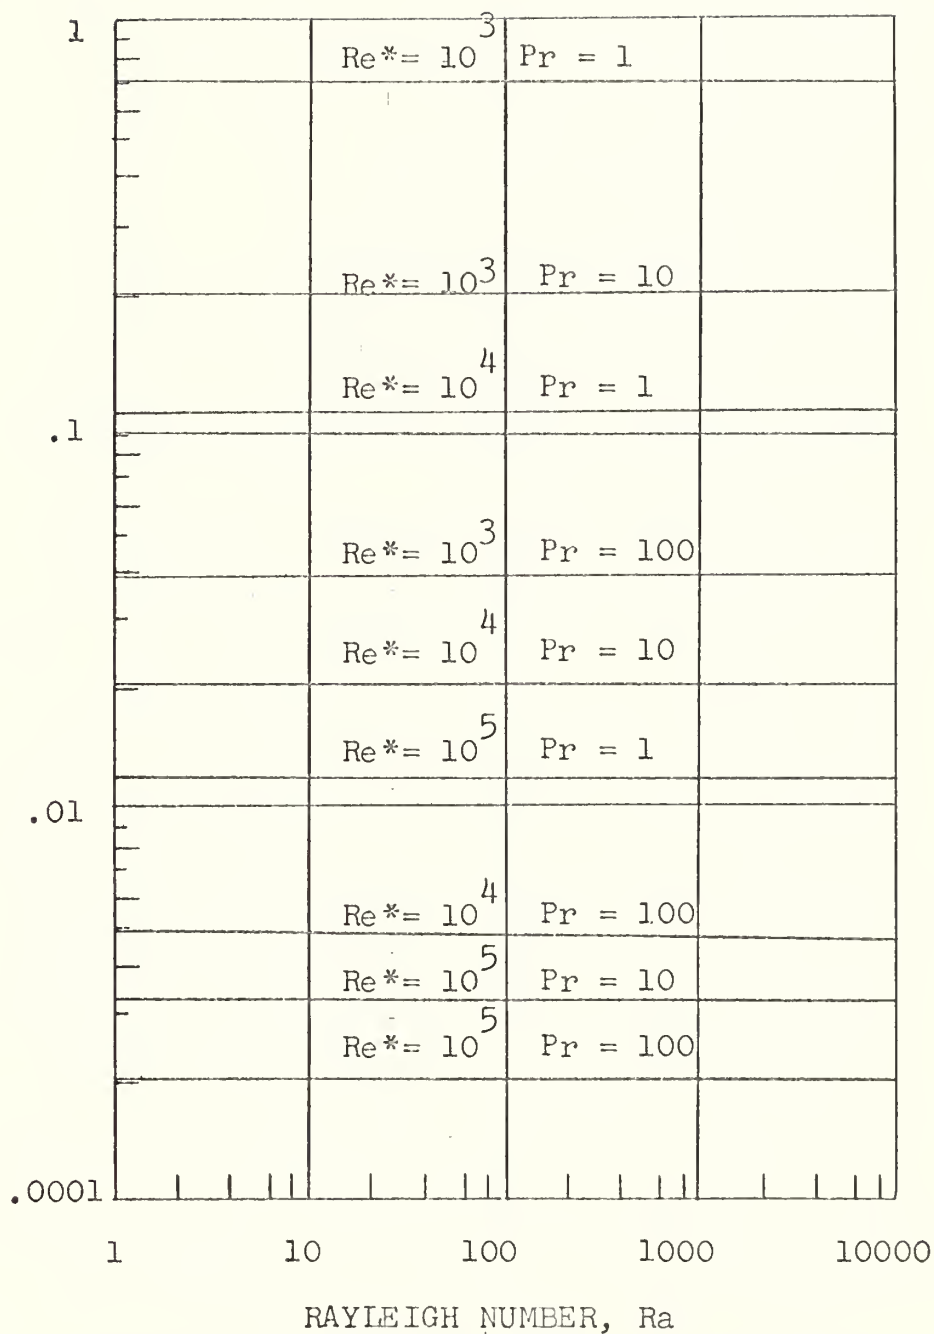 1
Re*= 10^3 Pr = 1
Re*= 10^3 Pr = 10
Re*= 10^4 Pr = 1
.1
Re*= 10^3 Pr = 100
Re*= 10^4 Pr = 10
Re*= 10^5 Pr = 1
.01
Re*= 10^4 Pr = 100
Re*= 10^5 Pr = 10
Re*= 10^5 Pr = 100
.0001
1 10 100 1000 10000
RAYLEIGH NUMBER, Ra